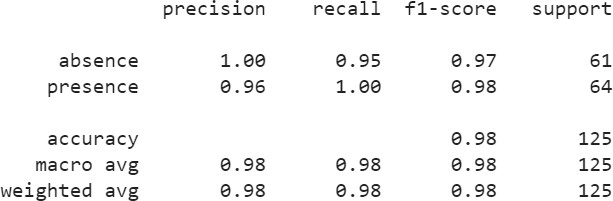 precision recall f1-score support
absence 1.00 0.95 0.97 61
presence 0.96 1.00 0.98 64
accuracy 0.98 125
macro avg 0.98 0.98 0.98 125
weighted avg 0.98 0.98 0.98 125